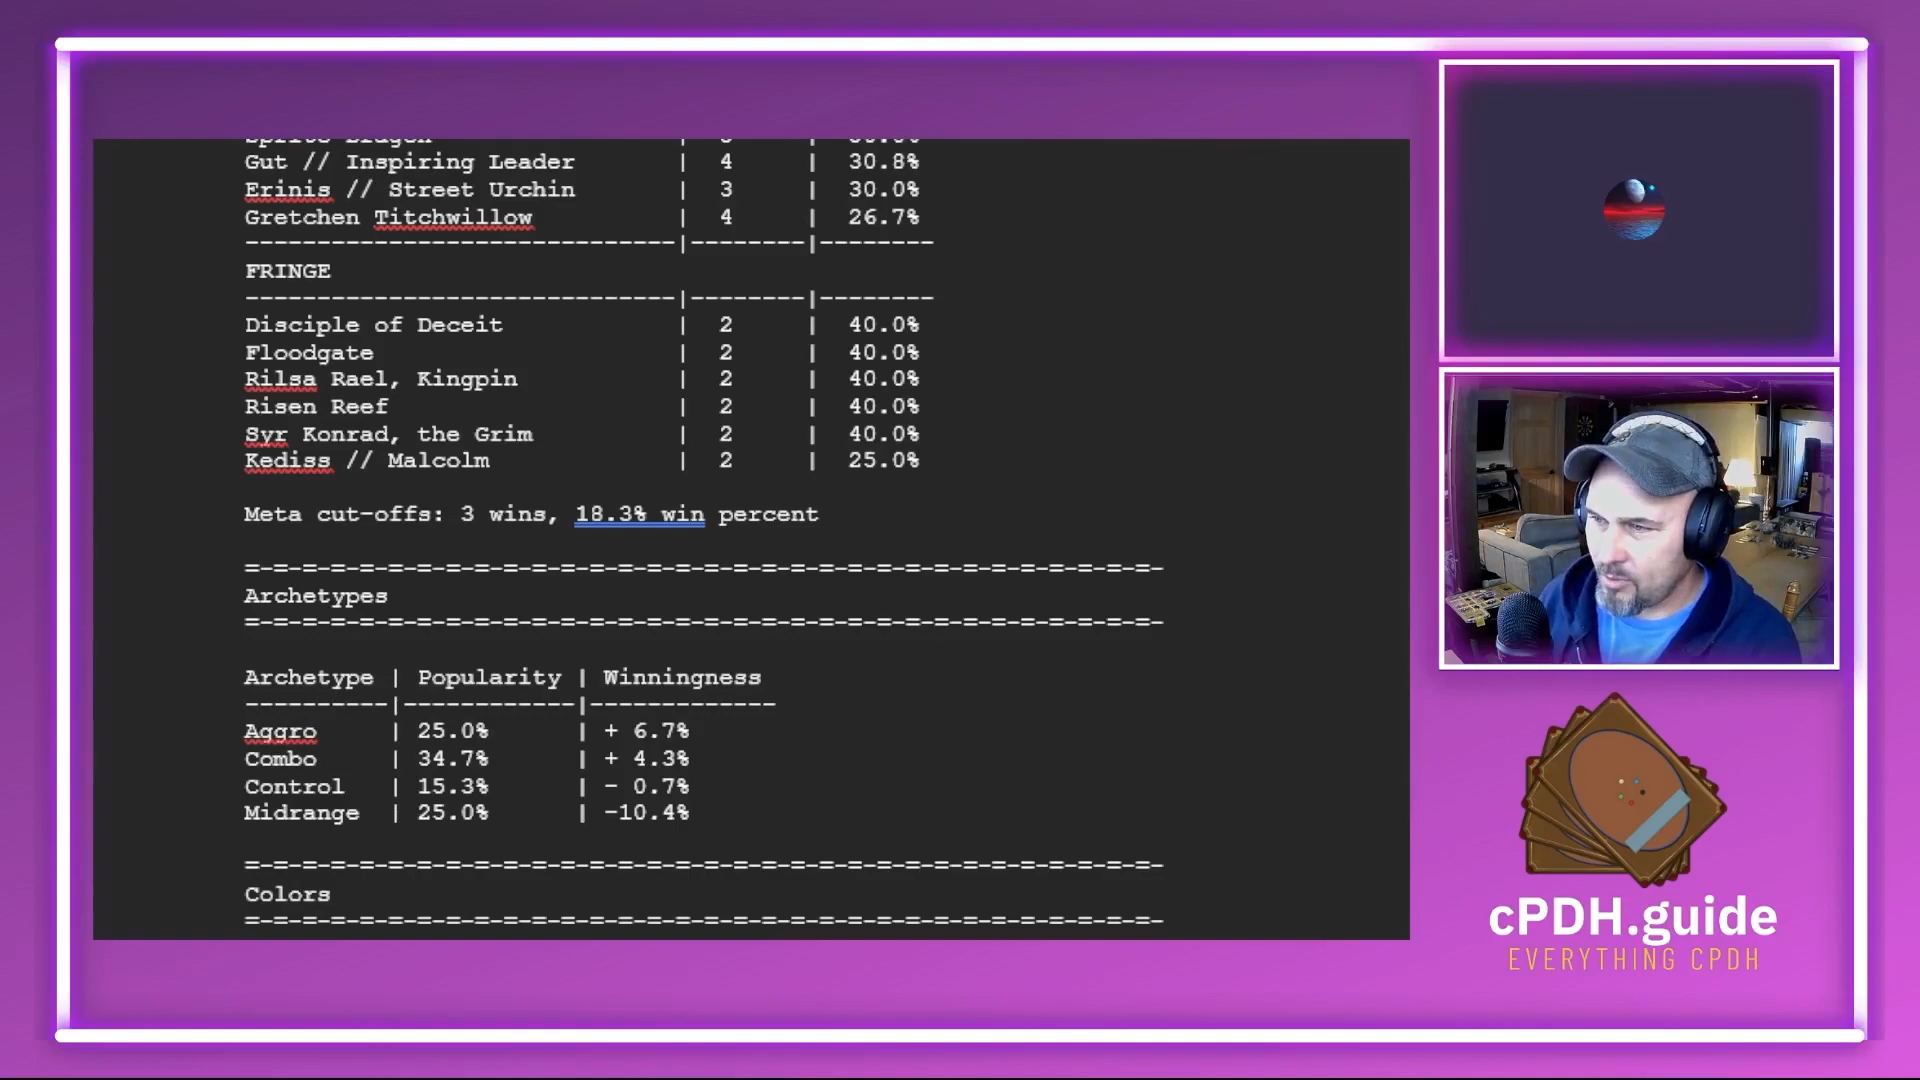 Gut // Inspiring Leader | 4 | 30.8%
Erinis // Street Urchin | 3 | 30.0%
Gretchen Titchwillow | 4 | 26.7%
------------------------------|--------|--------
FRINGE
------------------------------|--------|--------
Disciple of Deceit | 2 | 40.0%
Floodgate | 2 | 40.0%
Rilsa Rael, Kingpin | 2 | 40.0%
Risen Reef | 2 | 40.0%
Syr Konrad, the Grim | 2 | 40.0%
Kediss // Malcolm | 2 | 25.0%
Meta cut-offs: 3 wins, 18.3% win percent
=-=-=-=-=-=-=-=-=-=-=-=-=-=-=-=-=-=-=-=-=-=-=-=-=-=-=-=-=-=-=-=-
Archetypes
=-=-=-=-=-=-=-=-=-=-=-=-=-=-=-=-=-=-=-=-=-=-=-=-=-=-=-=-=-=-=-=-
Archetype | Popularity | Winningness
----------|------------|-------------
Aggro | 25.0% | + 6.7%
Combo | 34.7% | + 4.3%
Control | 15.3% | - 0.7%
Midrange | 25.0% | -10.4%
=-=-=-=-=-=-=-=-=-=-=-=-=-=-=-=-=-=-=-=-=-=-=-=-=-=-=-=-=-=-=-=-
Colors
=-=-=-=-=-=-=-=-=-=-=-=-=-=-=-=-=-=-=-=-=-=-=-=-=-=-=-=-=-=-=-=-
cPDH.guide
EVERYTHING CPDH